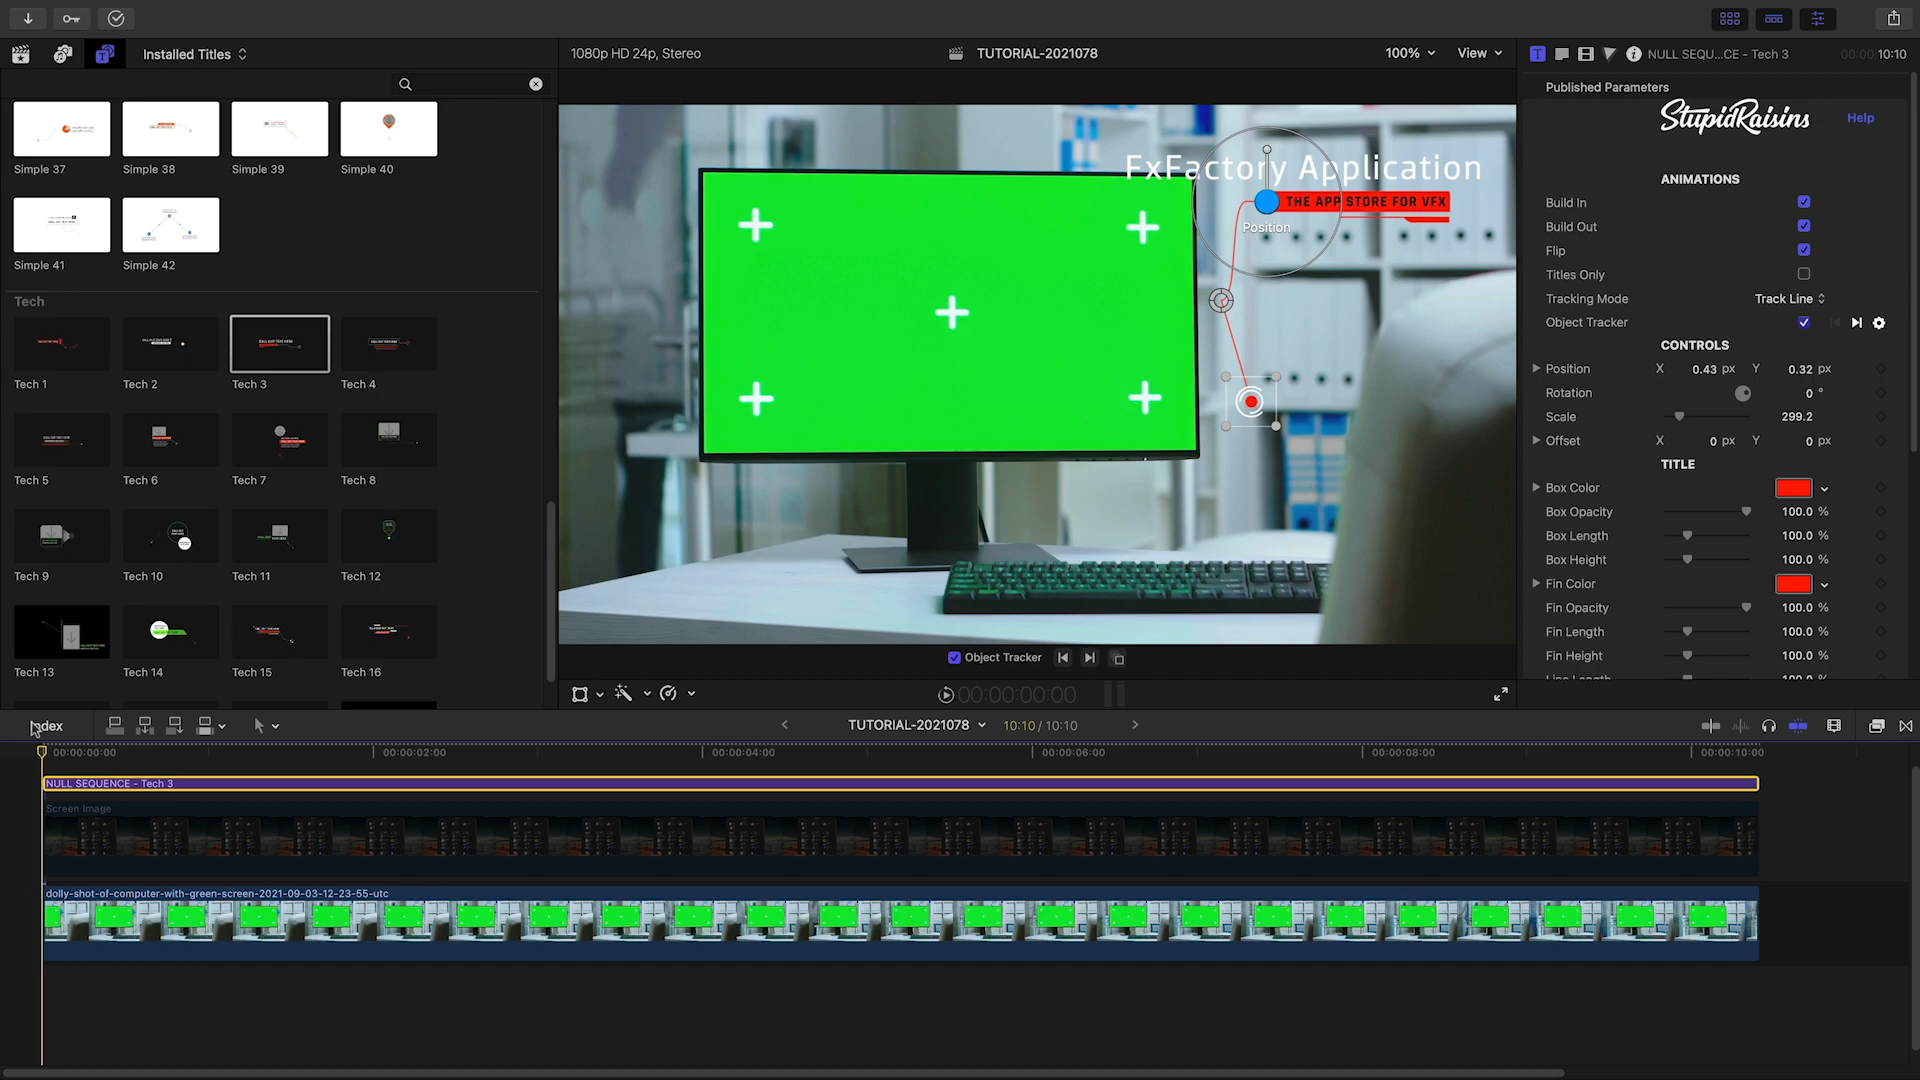 Installed Titles
1080p HD 24p, Stereo
TUTORIAL-2021078
100%
View
NULL SEQU...CE - Tech 3
00:00:10:10
Published Parameters
StupidRaisins
Help
Simple 37
Simple 38
Simple 39
Simple 40
Simple 41
Simple 42
Tech
Tech 1
Tech 2
Tech 3
Tech 4
Tech 5
Tech 6
Tech 7
Tech 8
Tech 9
Tech 10
Tech 11
Tech 12
Tech 13
Tech 14
Tech 15
Tech 16
FxFactory Application
THE APP STORE FOR VFX
Position
Object Tracker
00:00:00:00
ANIMATIONS
Build In
Build Out
Flip
Titles Only
Tracking Mode
Track Line
Object Tracker
CONTROLS
Position X 0.43 px Y 0.32 px
Rotation 0 °
Scale 299.2
Offset X 0 px Y 0 px
TITLE
Box Color
Box Opacity 100.0 %
Box Length 100.0 %
Box Height 100.0 %
Fin Color
Fin Opacity 100.0 %
Fin Length 100.0 %
Fin Height 100.0 %
Index
TUTORIAL-2021078
10:10 / 10:10
00:00:00:00
00:00:02:00
00:00:04:00
00:00:06:00
00:00:08:00
00:00:10:00
NULL SEQUENCE - Tech 3
Screen Image
dolly-shot-of-computer-with-green-screen-2021-09-03-12-23-55-utc